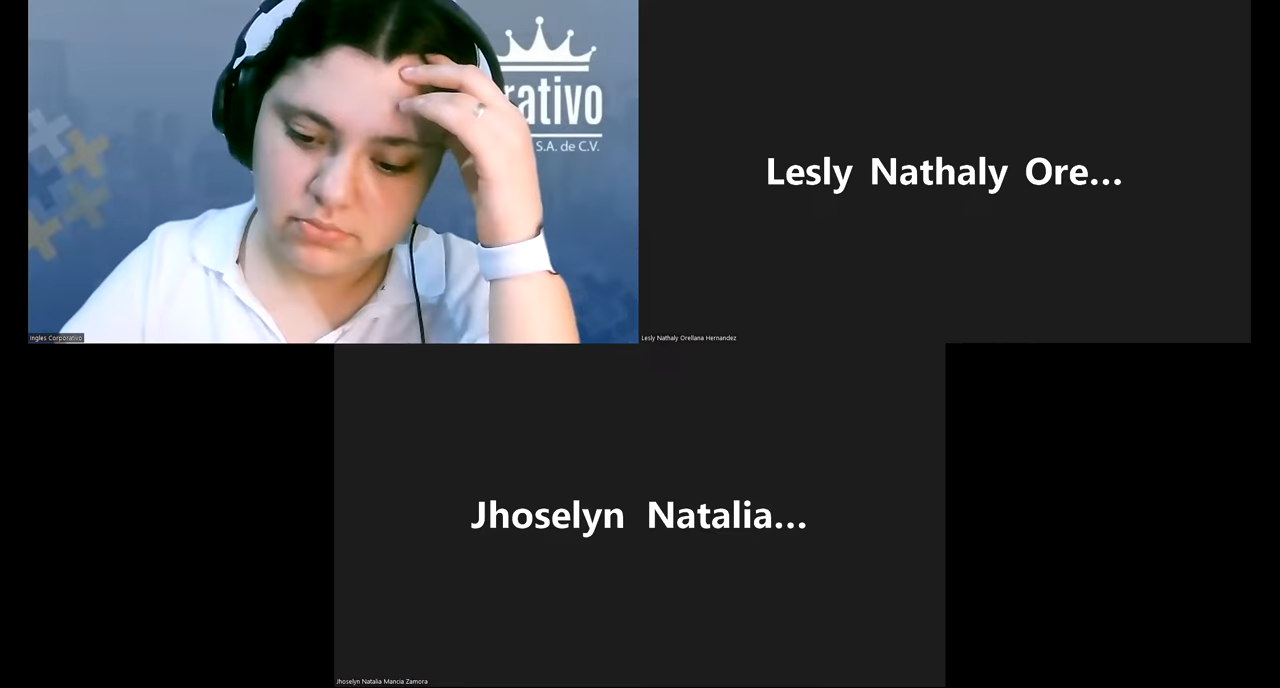 rativo
S.A. de C.V.
Ingles Corporativo
Lesly Nathaly Ore...
Lesly Nathaly Orellana Hernandez
Jhoselyn Natalia...
Jhoselyn Natalia Mancia Zamora